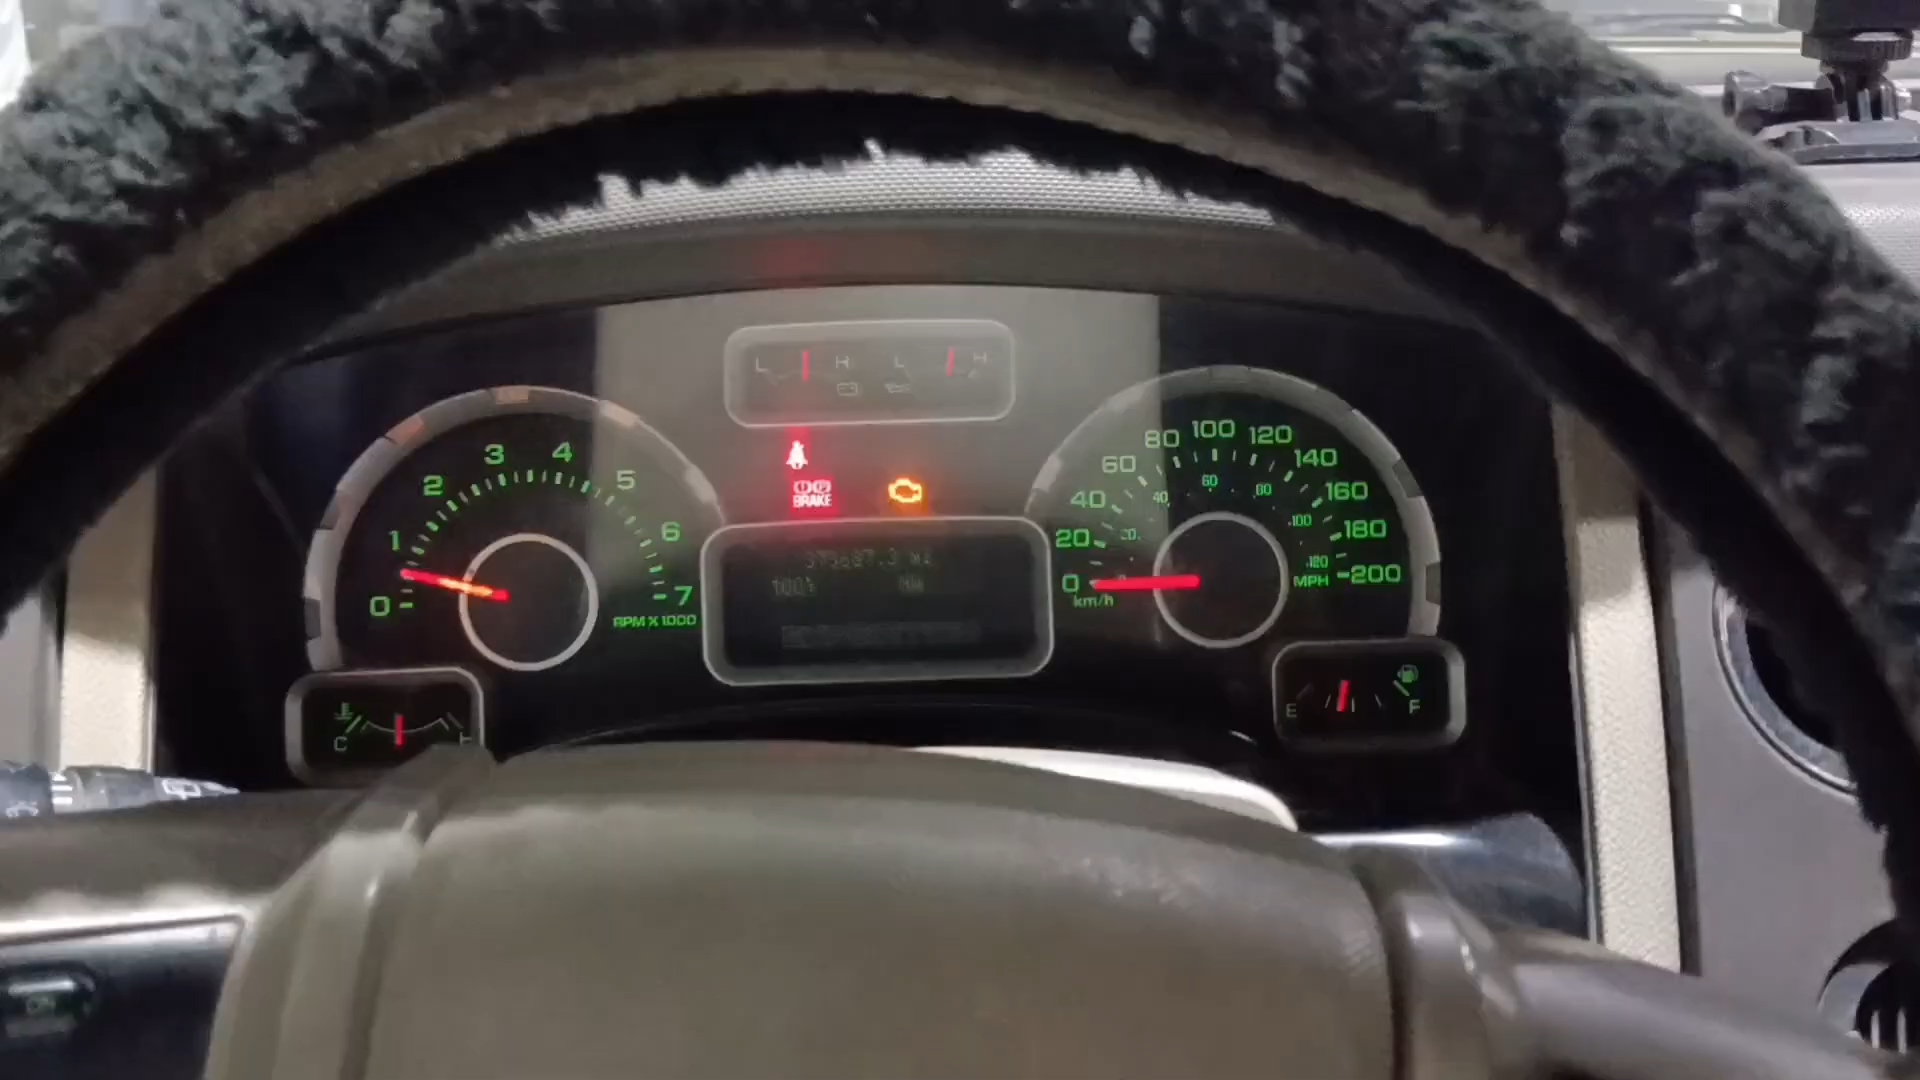 L H L H
BRAKE
0 1 2 3 4 5 6 7
RPM X 1000
0 20 40 60 80 100 120 140 160 180 200
20 40 60 80 100 120
km/h
MPH
C H
E F